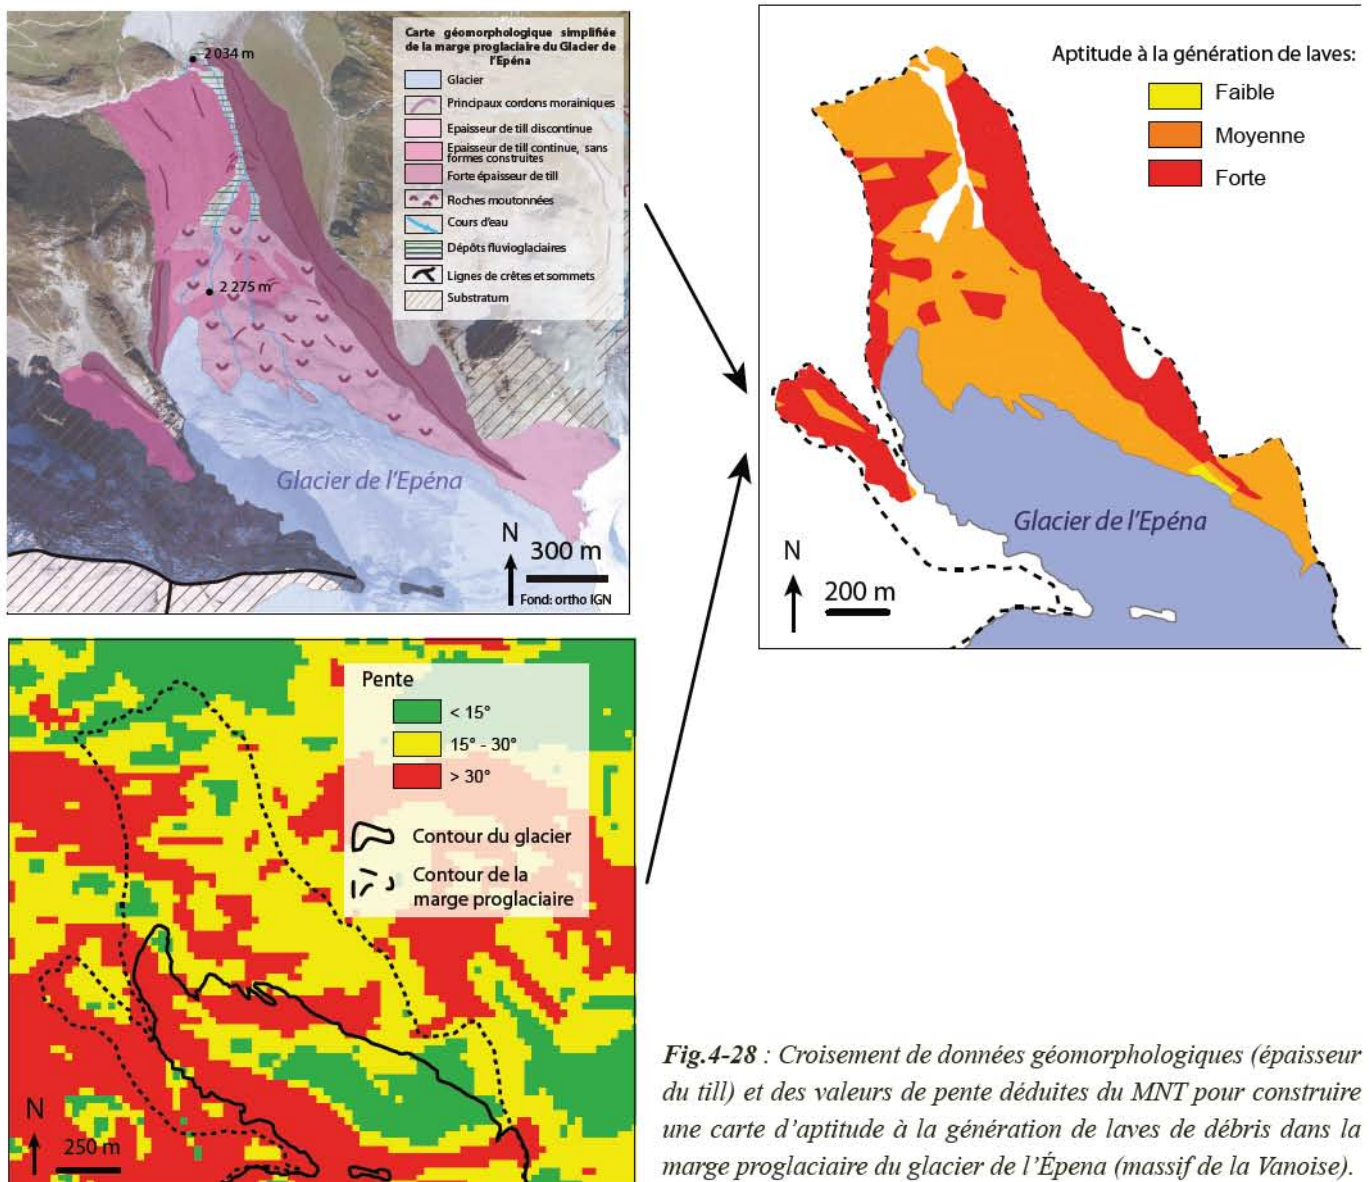 Carte géomorphologique simplifiée
de la marge proglaciaire du Glacier de
l'Epéna
2 034 m
Glacier
Principaux cordons morainiques
Epaisseur de till discontinue
Epaisseur de till continue, sans
formes construites
Forte épaisseur de till
Roches moutonnées
Cours d'eau
Dépôts fluvioglaciaires
Lignes de crêtes et sommets
Substratum
2 275 m
Glacier de l'Epéna
N
300 m
Fond: ortho IGN
Aptitude à la génération de laves:
Faible
Moyenne
Forte
Glacier de l'Epéna
N
200 m
Pente
< 15°
15° - 30°
> 30°
Contour du glacier
Contour de la
marge proglaciaire
N
250 m
Fig.4-28 : Croisement de données géomorphologiques (épaisseur
du till) et des valeurs de pente déduites du MNT pour construire
une carte d'aptitude à la génération de laves de débris dans la
marge proglaciaire du glacier de l'Épena (massif de la Vanoise).